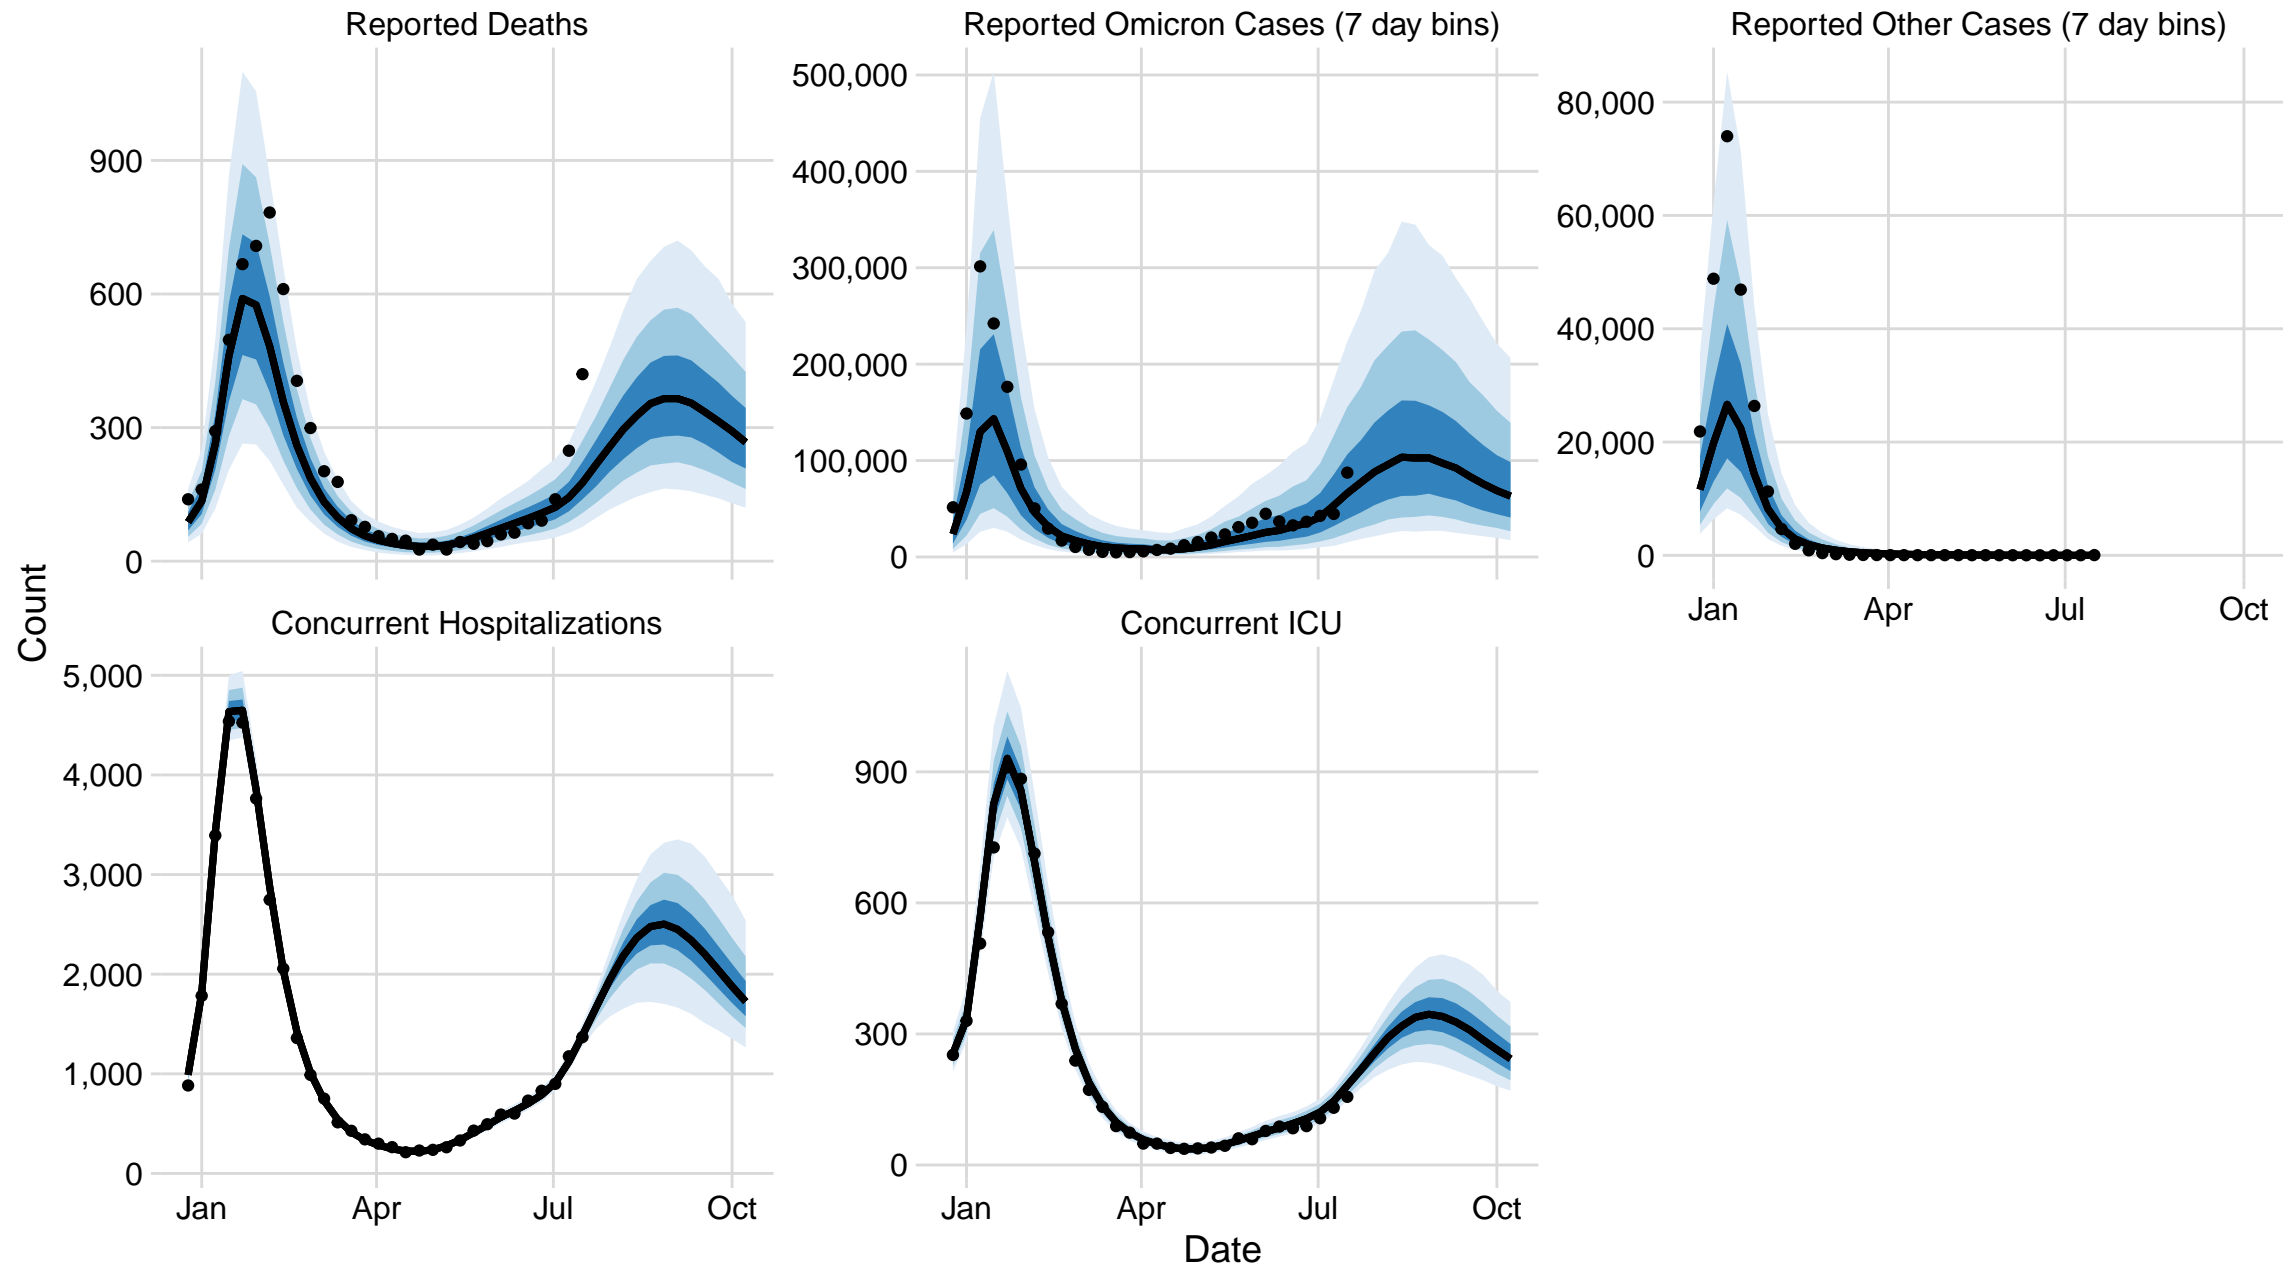 Reported Deaths
Reported Omicron Cases (7 day bins)
Reported Other Cases (7 day bins)
900
600
300
0
500,000
400,000
300,000
200,000
100,000
0
80,000
60,000
40,000
20,000
0
Jan Apr Jul Oct
Count
Concurrent Hospitalizations
Concurrent ICU
5,000
4,000
3,000
2,000
1,000
0
900
600
300
0
Jan Apr Jul Oct
Jan Apr Jul Oct
Date